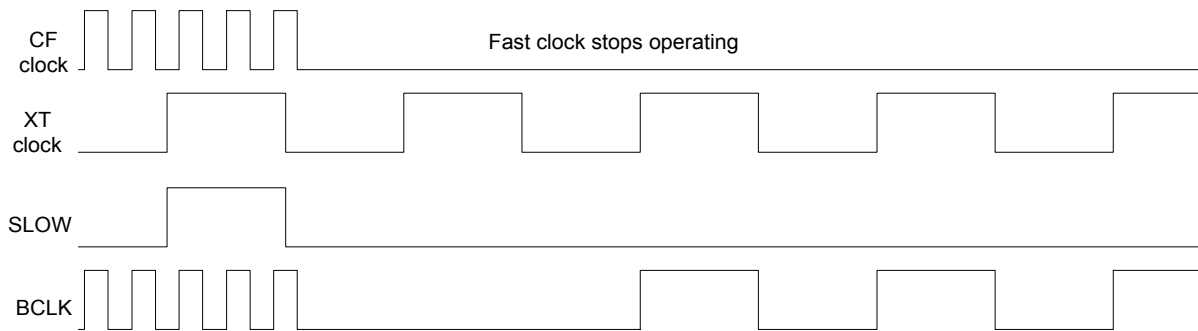 CF
clock
Fast clock stops operating
XT
clock
SLOW
BCLK